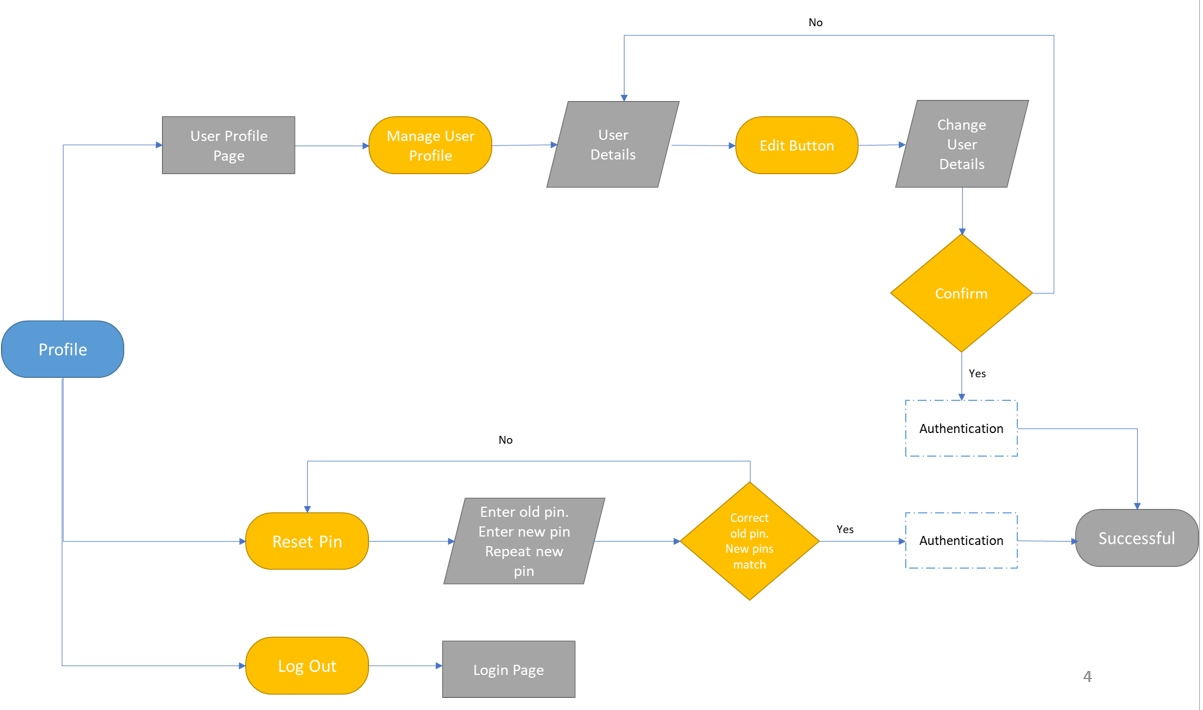 No
User Profile
Page
Manage User
Profile
User
Details
Edit Button
Change
User
Details
Confirm
Yes
Profile
Authentication
No
Reset Pin
Enter old pin.
Enter new pin
Repeat new
pin
Correct
old pin.
New pins
match
Yes
Authentication
Successful
Log Out
Login Page
4